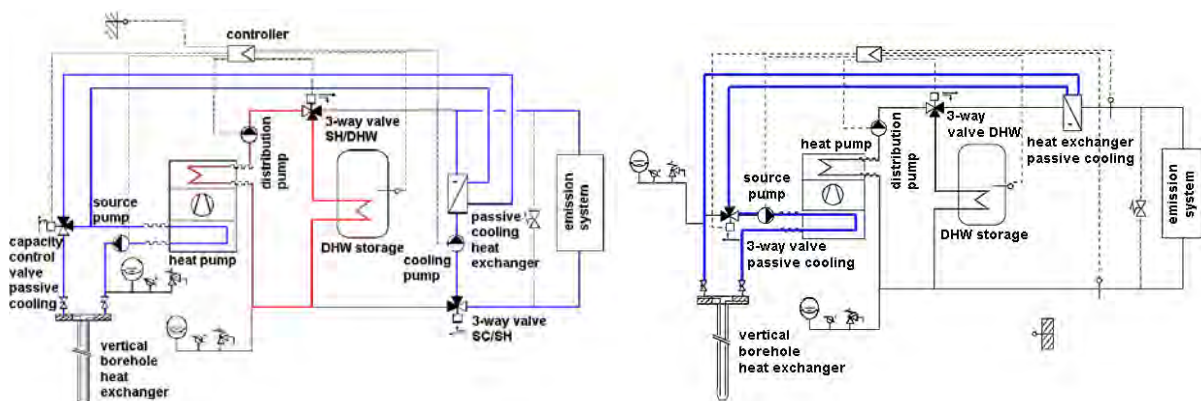 controller
3-way valve
SH/DHW
distribution
pump
source
pump
heat pump
capacity
control
valve
passive
cooling
DHW storage
passive
cooling
heat
exchanger
cooling
pump
emission
system
3-way valve
SC/SH
vertical
borehole
heat
exchanger
3-way
valve DHW
heat exchanger
passive cooling
heat pump
distribution
pump
source
pump
3-way valve
passive cooling
DHW storage
emission
system
vertical
borehole
heat exchanger